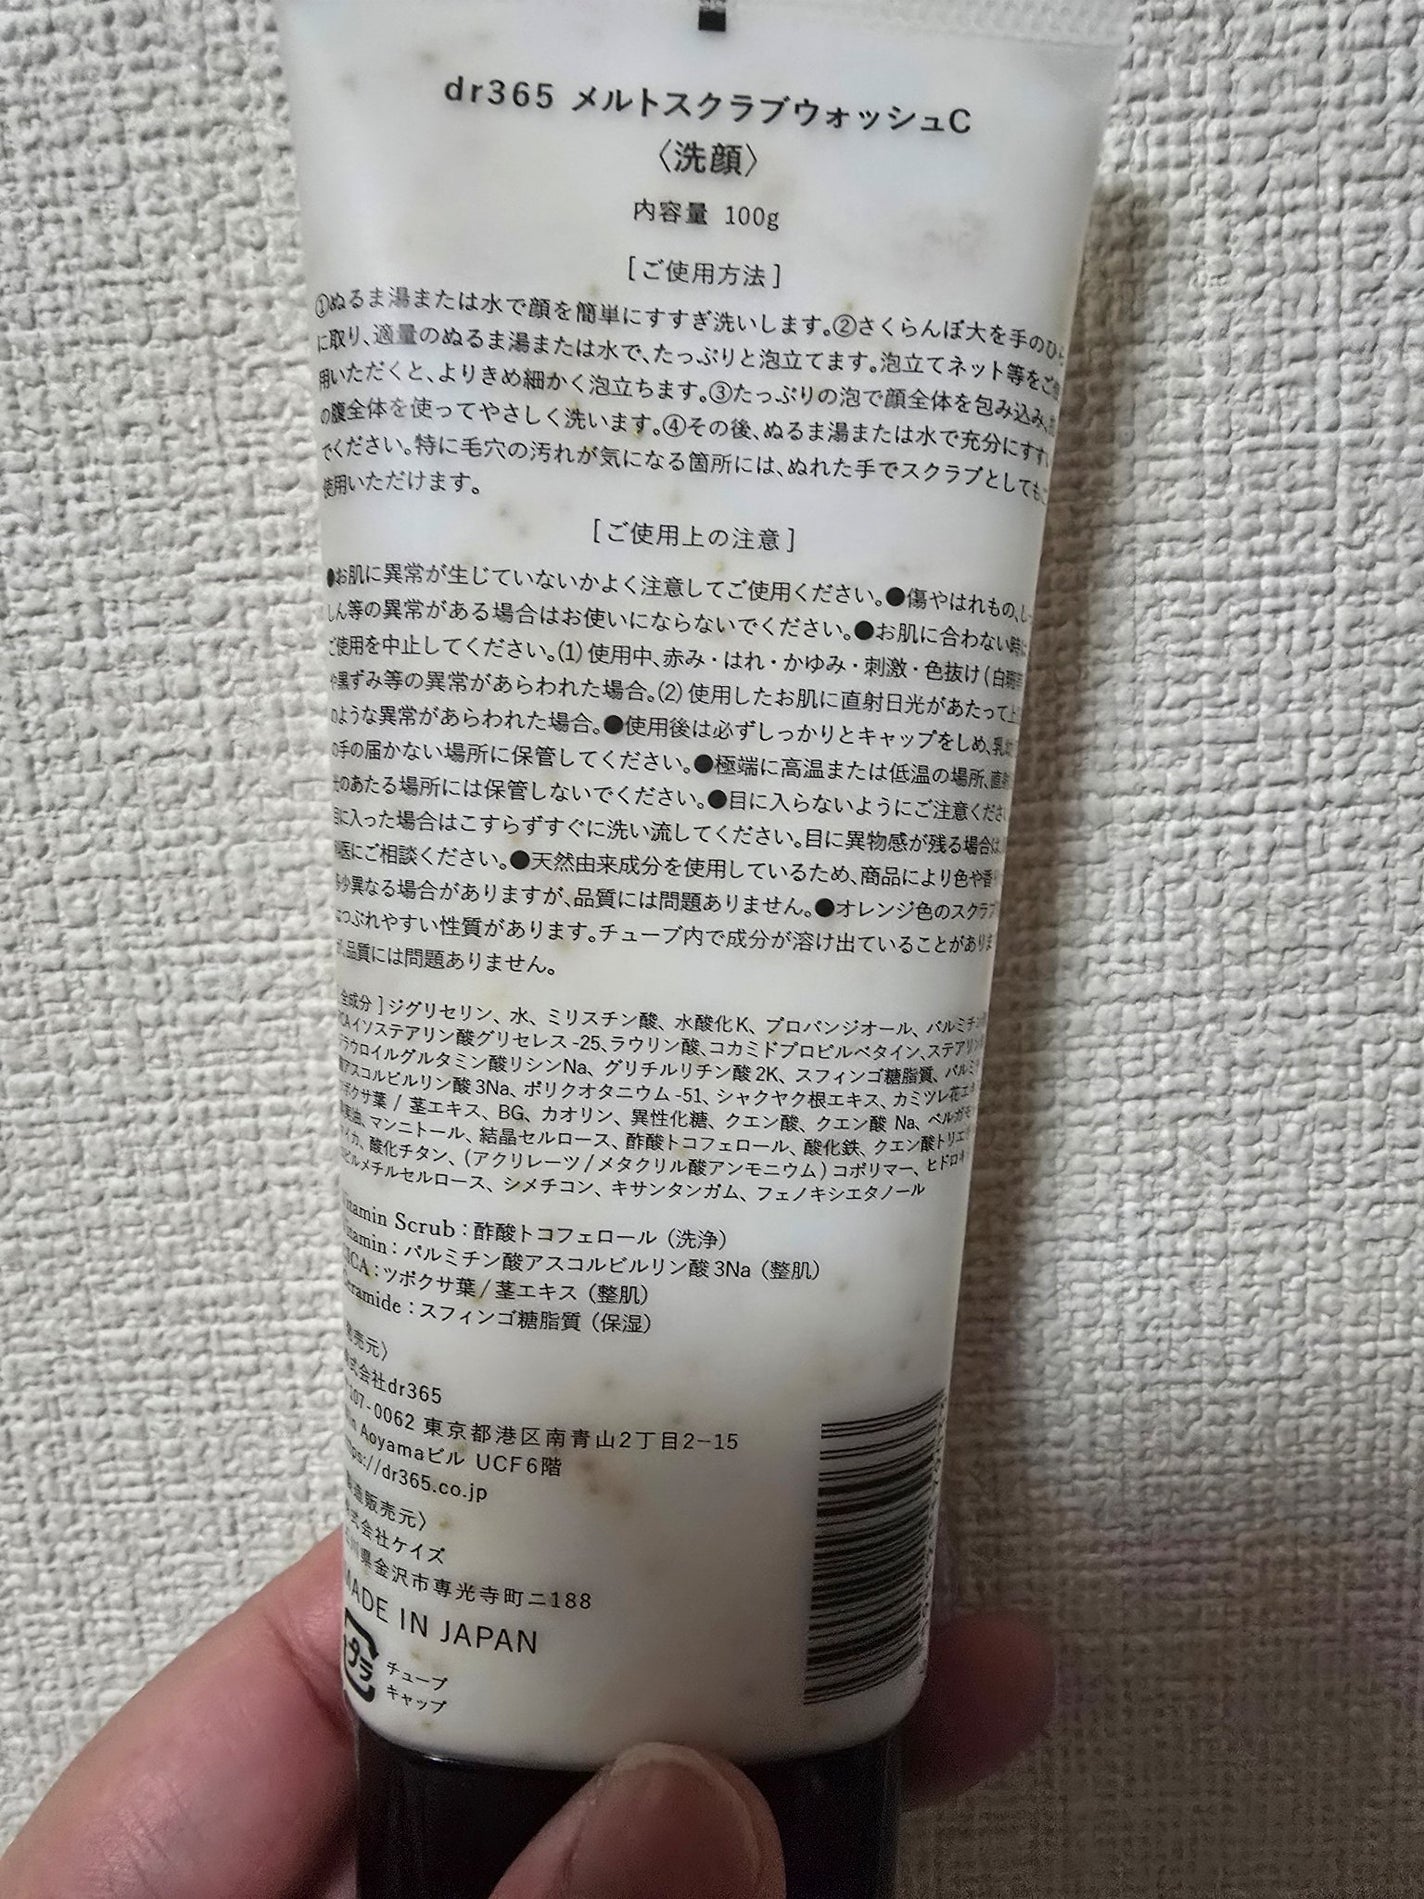 dr365 メルトスクラブウォッシュC
〈洗顔〉
内容量 100g
[ご使用方法]
①ぬるま湯または水で顔を簡単にすすぎ洗いします。②さくらんぼ大を手のひ
に取り、適量のぬるま湯または水で、たっぷりと泡立てます。泡立てネット等をご使
用いただくと、よりきめ細かく泡立ちます。③たっぷりの泡で顔全体を包み込み、
の腹全体を使ってやさしく洗います。④その後、ぬるま湯または水で充分にすす
でください。特に毛穴の汚れが気になる箇所には、ぬれた手でスクラブとしてもご
使用いただけます。
[ご使用上の注意]
●お肌に異常が生じていないかよく注意してご使用ください。●傷やはれもの、し
しん等の異常がある場合はお使いにならないでください。●お肌に合わない時は
ご使用を中止してください。(1) 使用中、赤み・はれ・かゆみ・刺激・色抜け(白斑等
や黒ずみ等の異常があらわれた場合。(2) 使用したお肌に直射日光があたって上
のような異常があらわれた場合。●使用後は必ずしっかりとキャップをしめ、乳幼
の手の届かない場所に保管してください。●極端に高温または低温の場所、直射
光のあたる場所には保管しないでください。●目に入らないようにご注意くださ
目に入った場合はこすらずすぐに洗い流してください。目に異物感が残る場合は、
医にご相談ください。●天然由来成分を使用しているため、商品により色や香り
多少異なる場合がありますが、品質には問題ありません。●オレンジ色のスクラブ
つぶれやすい性質があります。チューブ内で成分が溶け出ていることがありま
が、品質には問題ありません。
全成分 ] ジグリセリン、水、ミリスチン酸、水酸化K、プロパンジオール、パルミチン
PCAイソステアリン酸グリセレス-25、ラウリン酸、コカミドプロピルベタイン、ステアリン
ラウロイルグルタミン酸リシンNa、グリチルリチン酸2K、スフィンゴ糖脂質、パルミ
酸アスコルビルリン酸3Na、ポリクオタニウム-51、シャクヤク根エキス、カミツレ花エキ
ツボクサ葉/茎エキス、BG、カオリン、異性化糖、クエン酸、クエン酸 Na、ベルガモ
果実油、マンニトール、結晶セルロース、酢酸トコフェロール、酸化鉄、クエン酸トリエ
マイカ、酸化チタン、(アクリレーツ/メタクリル酸アンモニウム) コポリマー、ヒドロキ
ピルメチルセルロース、シメチコン、キサンタンガム、フェノキシエタノール
amin Scrub : 酢酸トコフェロール (洗浄)
amin : パルミチン酸アスコルビルリン酸3Na (整肌)
CICA : ツボクサ葉/茎エキス (整肌)
eramide : スフィンゴ糖脂質 (保湿)
売元〉
株式会社dr365
107-0062 東京都港区南青山2丁目2-15
in Aoyamaビル UCF6階
https://dr365.co.jp
製造販売元〉
株式会社ケイズ
石川県金沢市専光寺町ニ188
MADE IN JAPAN
プラ
チューブ
キャップ